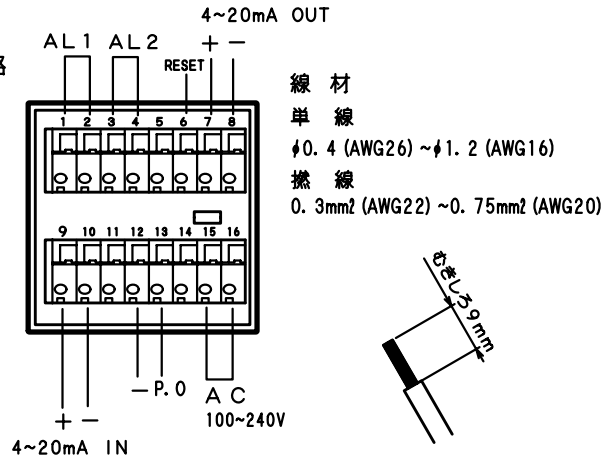 4~20mA OUT
AL1 AL2 + −
RESET
1 2 3 4 5 6 7 8
9 10 11 12 13 14 15 16
+ − −P.O AC
100~240V
4~20mA IN
線材
単線
φ0.4(AWG26)~φ1.2(AWG16)
撚線
0.3mm²(AWG22)~0.75mm²(AWG20)
むきしろ9mm